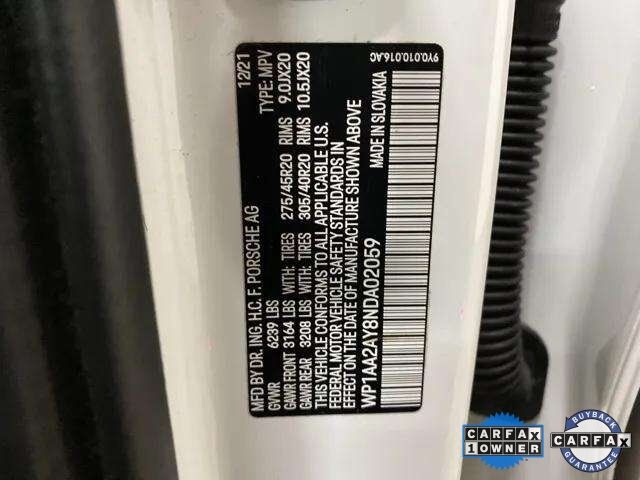 MFD BY DR. ING. H.C. F. PORSCHE AG 12/21
GVWR 6239 LBS TYPE: MPV
GAWR FRONT 3164 LBS WITH: TIRES 275/45R20 RIMS 9.0JX20
GAWR REAR 3208 LBS WITH: TIRES 305/40R20 RIMS 10.5JX20
THIS VEHICLE CONFORMS TO ALL APPLICABLE U.S.
FEDERAL MOTOR VEHICLE SAFETY STANDARDS IN
EFFECT ON THE DATE OF MANUFACTURE SHOWN ABOVE
WP1AA2AY8NDA02059 MADE IN SLOVAKIA
9Y0.010.016.AC
CARFAX
1 OWNER
BUYBACK
CARFAX
GUARANTEE